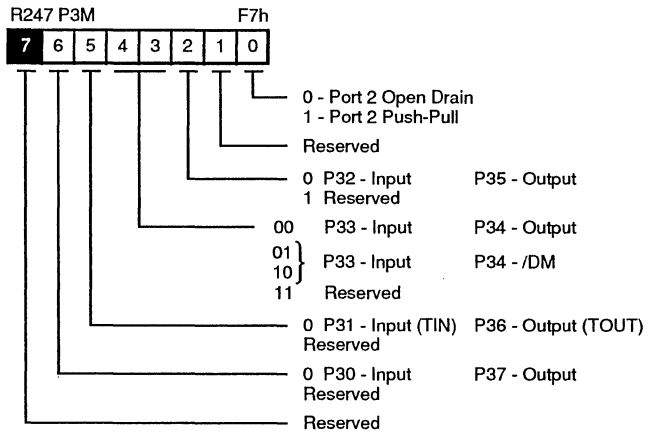 R247 P3M F7h
7 6 5 4 3 2 1 0
0 - Port 2 Open Drain
1 - Port 2 Push-Pull
Reserved
0 P32 - Input P35 - Output
1 Reserved
00 P33 - Input P34 - Output
01
10 } P33 - Input P34 - /DM
11 Reserved
0 P31 - Input (TIN) P36 - Output (TOUT)
Reserved
0 P30 - Input P37 - Output
Reserved
Reserved